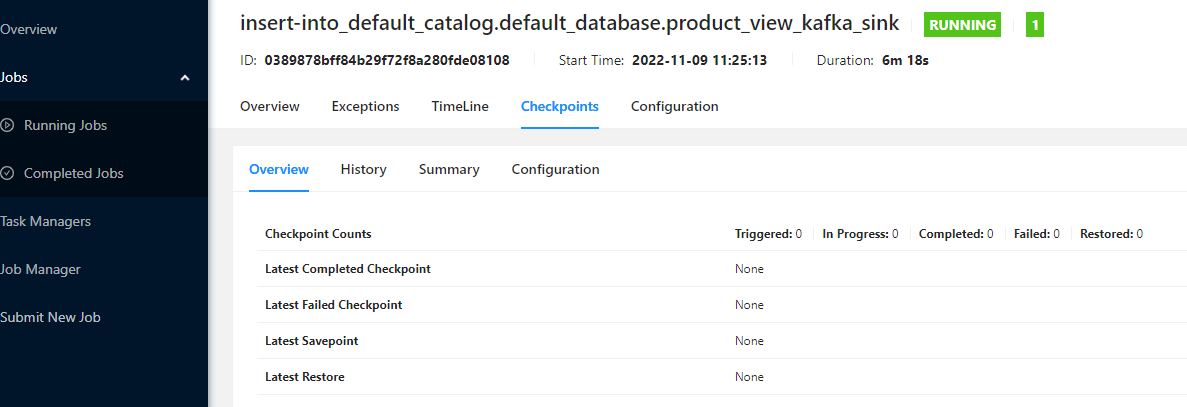 Overview
Jobs
Running Jobs
Completed Jobs
Task Managers
Job Manager
Submit New Job
insert-into_default_catalog.default_database.product_view_kafka_sink RUNNING 1
ID: 0389878bff84b29f72f8a280fde08108 Start Time: 2022-11-09 11:25:13 Duration: 6m 18s
Overview Exceptions TimeLine Checkpoints Configuration
Overview History Summary Configuration
Checkpoint Counts Triggered: 0 In Progress: 0 Completed: 0 Failed: 0 Restored: 0
Latest Completed Checkpoint None
Latest Failed Checkpoint None
Latest Savepoint None
Latest Restore None